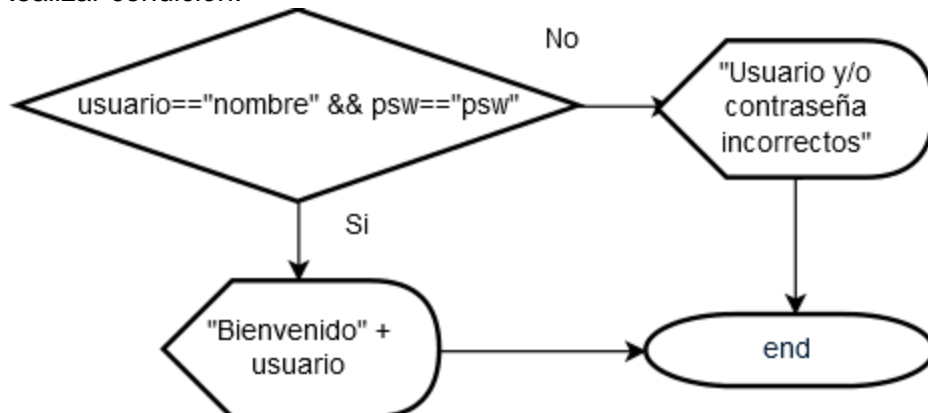 No
usuario=="nombre" && psw=="psw"
"Usuario y/o
contraseña
incorrectos"
Si
"Bienvenido" +
usuario
end